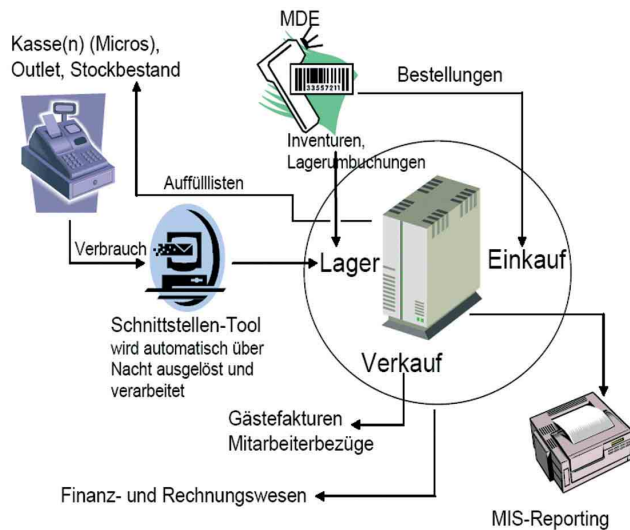 MDE
Kasse(n) (Micros),
Outlet, Stockbestand
Bestellungen
33557211
Inventuren,
Lagerumbuchungen
Auffülllisten
Verbrauch
Lager
Einkauf
Schnittstellen-Tool
wird automatisch über
Nacht ausgelöst und
verarbeitet
Verkauf
Gästefakturen
Mitarbeiterbezüge
Finanz- und Rechnungswesen
MIS-Reporting